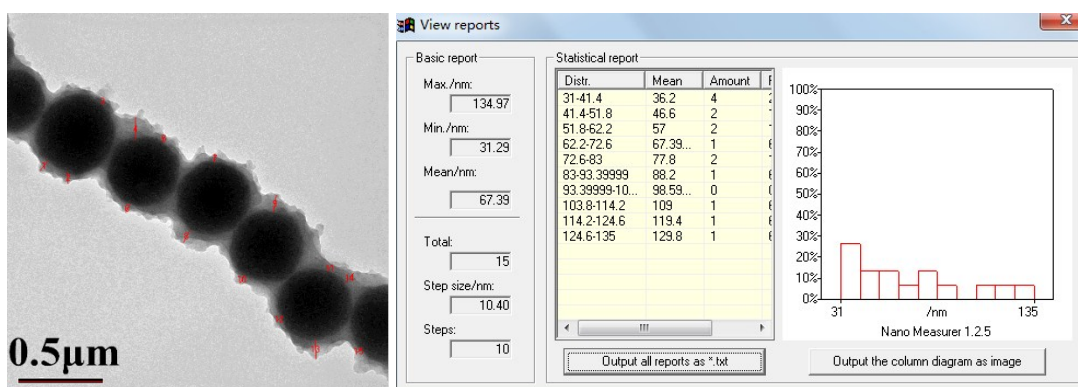 0.5μm
View reports
Basic report
Max./nm:
134.97
Min./nm:
31.29
Mean/nm:
67.39
Total:
15
Step size/nm:
10.40
Steps:
10
Statistical report
Distr. Mean Amount
31-41.4 36.2 4
41.4-51.8 46.6 2
51.8-62.2 57 2
62.2-72.6 67.39... 1
72.6-83 77.8 2
83-93.39999 88.2 1
93.39999-10... 98.59... 0
103.8-114.2 109 1
114.2-124.6 119.4 1
124.6-135 129.8 1
Output all reports as *.txt
100%
90%
80%
70%
60%
50%
40%
30%
20%
10%
0%
31 /nm 135
Nano Measurer 1.2.5
Output the column diagram as image